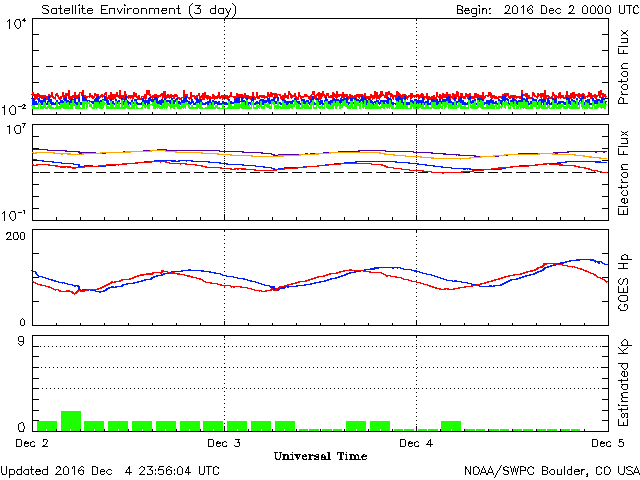 Satellite Environment (3 day) Begin: 2016 Dec 2 0000 UTC
10^4
10^-2
Proton Flux
10^7
10^-1
Electron Flux
200
0
GOES Hp
9
0
Estimated Kp
Dec 2 Dec 3 Dec 4 Dec 5
Universal Time
Updated 2016 Dec 4 23:56:04 UTC NOAA/SWPC Boulder, CO USA